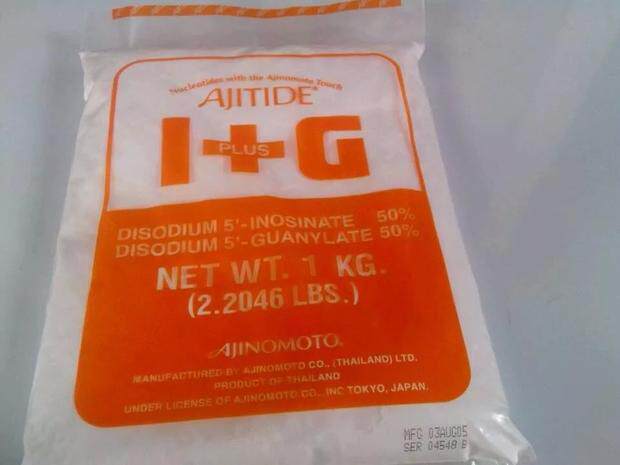 Nucleotides with the Ajinomoto Touch
AJITIDE®
I+G
PLUS
DISODIUM 5'-INOSINATE 50%
DISODIUM 5'-GUANYLATE 50%
NET WT. 1 KG.
(2.2046 LBS.)
AJINOMOTO®
MANUFACTURED BY AJINOMOTO CO., (THAILAND) LTD.
PRODUCT OF THAILAND
UNDER LICENSE OF AJINOMOTO CO., INC TOKYO, JAPAN.
MFG 03AUG05
SER 04548 B